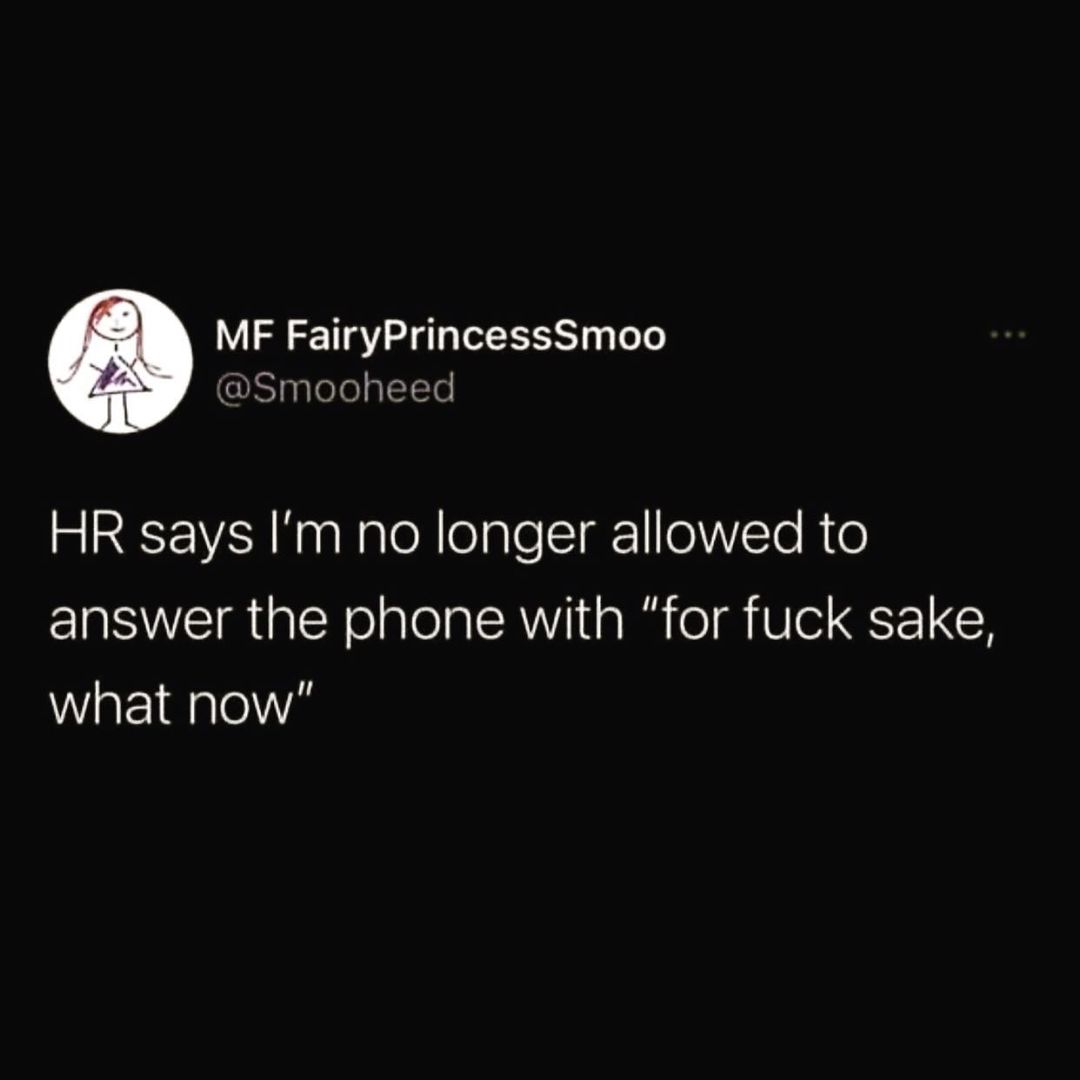 MF FairyPrincessSmoo
@Smooheed
HR says I'm no longer allowed to
answer the phone with "for fuck sake,
what now"